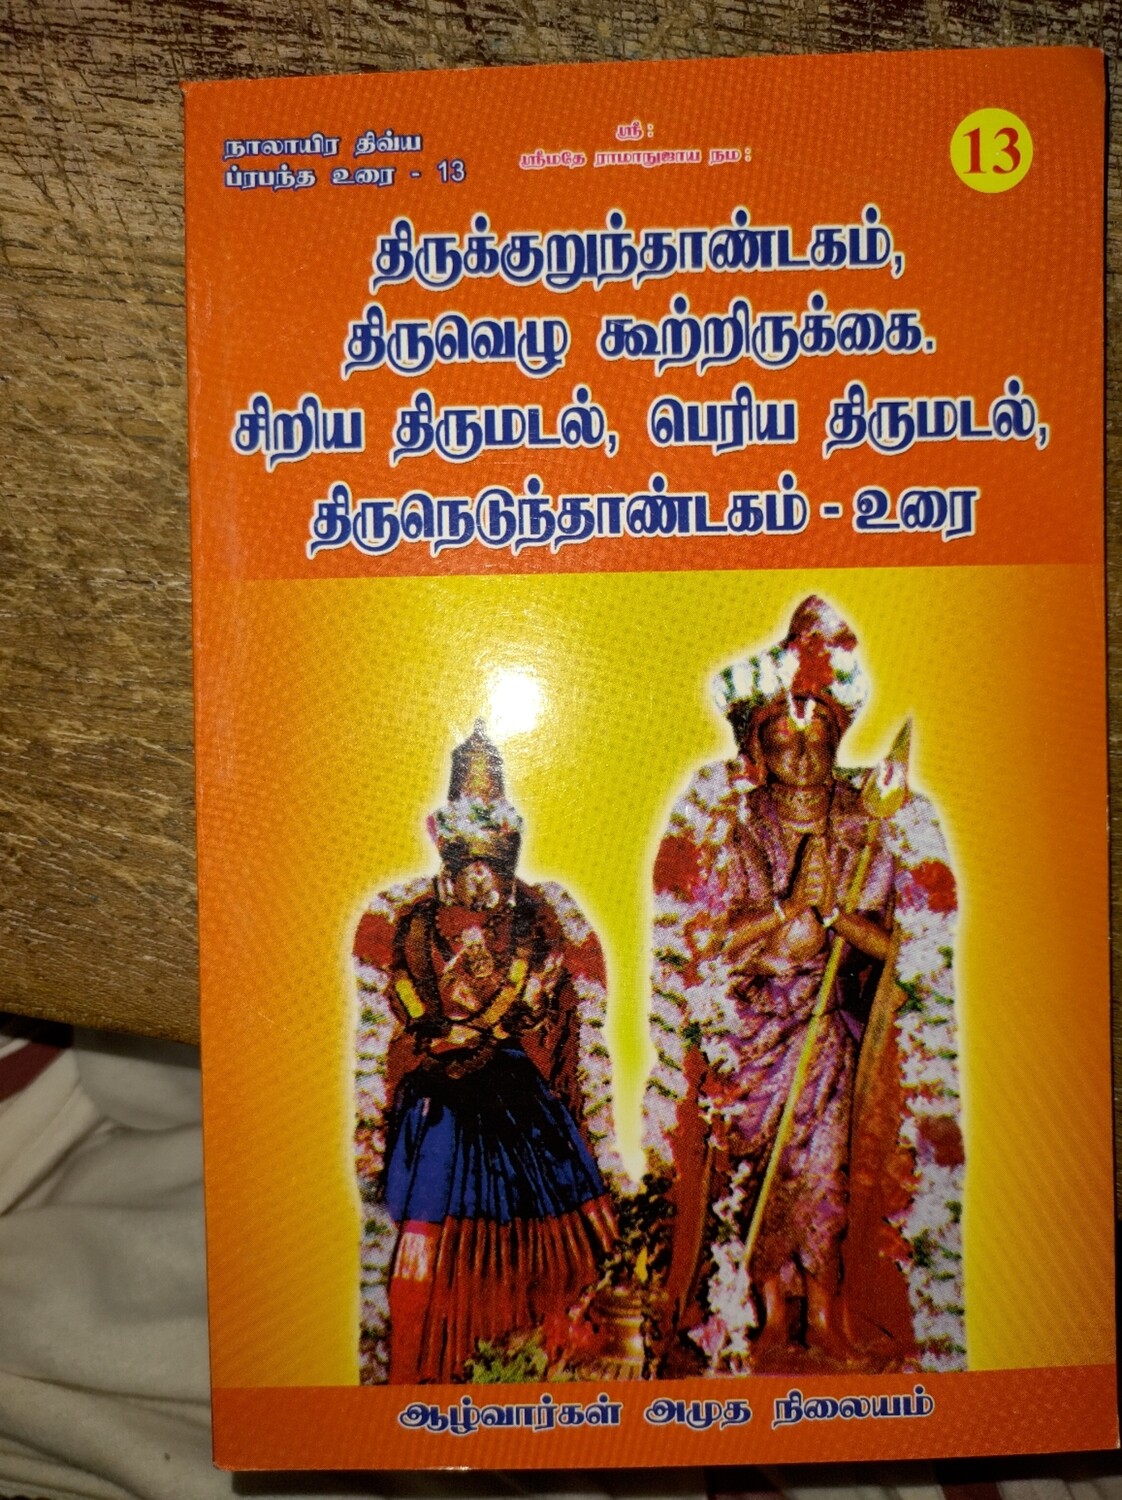 நாலாயிர திவ்ய
ப்ரபந்த உரை - 13
ஸ்ரீ:
ஸ்ரீமதே ராமாநுஜாய நம:
13
திருக்குறுந்தாண்டகம்,
திருவெழு கூற்றிருக்கை.
சிறிய திருமடல், பெரிய திருமடல்,
திருநெடுந்தாண்டகம் - உரை
ஆழ்வார்கள் அமுத நிலையம்